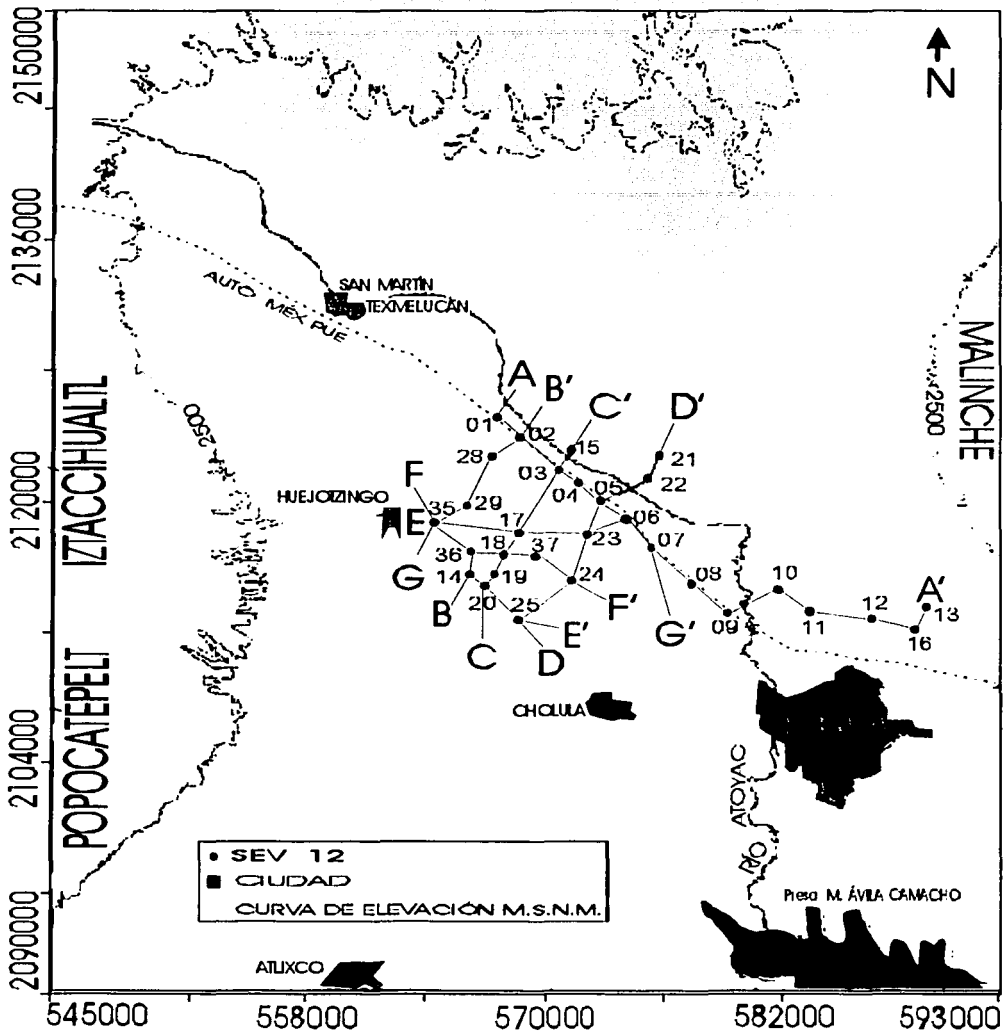 2150000
N
2136000
SAN MARTÍN
TEXMELUCÁN
AUTO MEX PUE
MALINCHE
2500
IZTACCIHUALTL
2500
A
B'
C'
D'
01
02
15
28
03
21
04
22
05
2120000
HUEJOTZINGO
F
29
06
35
E
17
23
07
G
36
18
37
14
19
24
08
10
A'
20
25
09
11
12
13
16
B
F'
G'
E'
C
D
CHOLULA
POPOCATEPELT
2104000
RÍO ATOYAC
SEV 12
CIUDAD
CURVA DE ELEVACIÓN M.S.N.M.
Presa M. ÁVILA CAMACHO
2090000
ATLIXCO
545000
558000
570000
582000
593000